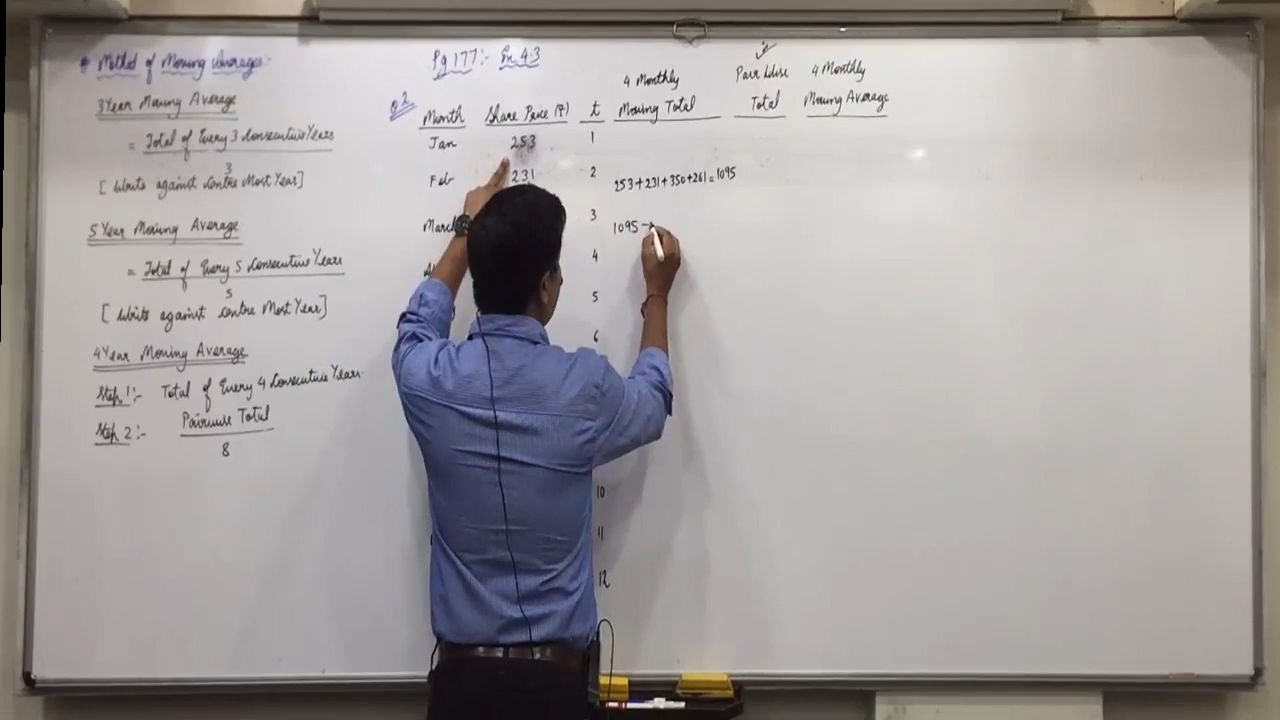 * Method of Moving Averages:-
3 Year Moving Average
= Total of Every 3 Consecutive Years
3
[ Write against Centre Most Year]
5 Year Moving Average
= Total of Every 5 Consecutive Years
5
[ Write against Centre Most Year]
4 Year Moving Average
Step 1:- Total of Every 4 Consecutive Years
Step 2:- Pairwise Total
8
Pg 177:- Ex 4.3
Q2
Month Share Price (₹) t 4 Monthly Moving Total Pair Wise Total 4 Monthly Moving Average
Jan 253 1
Feb 231 2 253+231+350+261=1095
March 3 1095 -
4
5
6
10
11
12